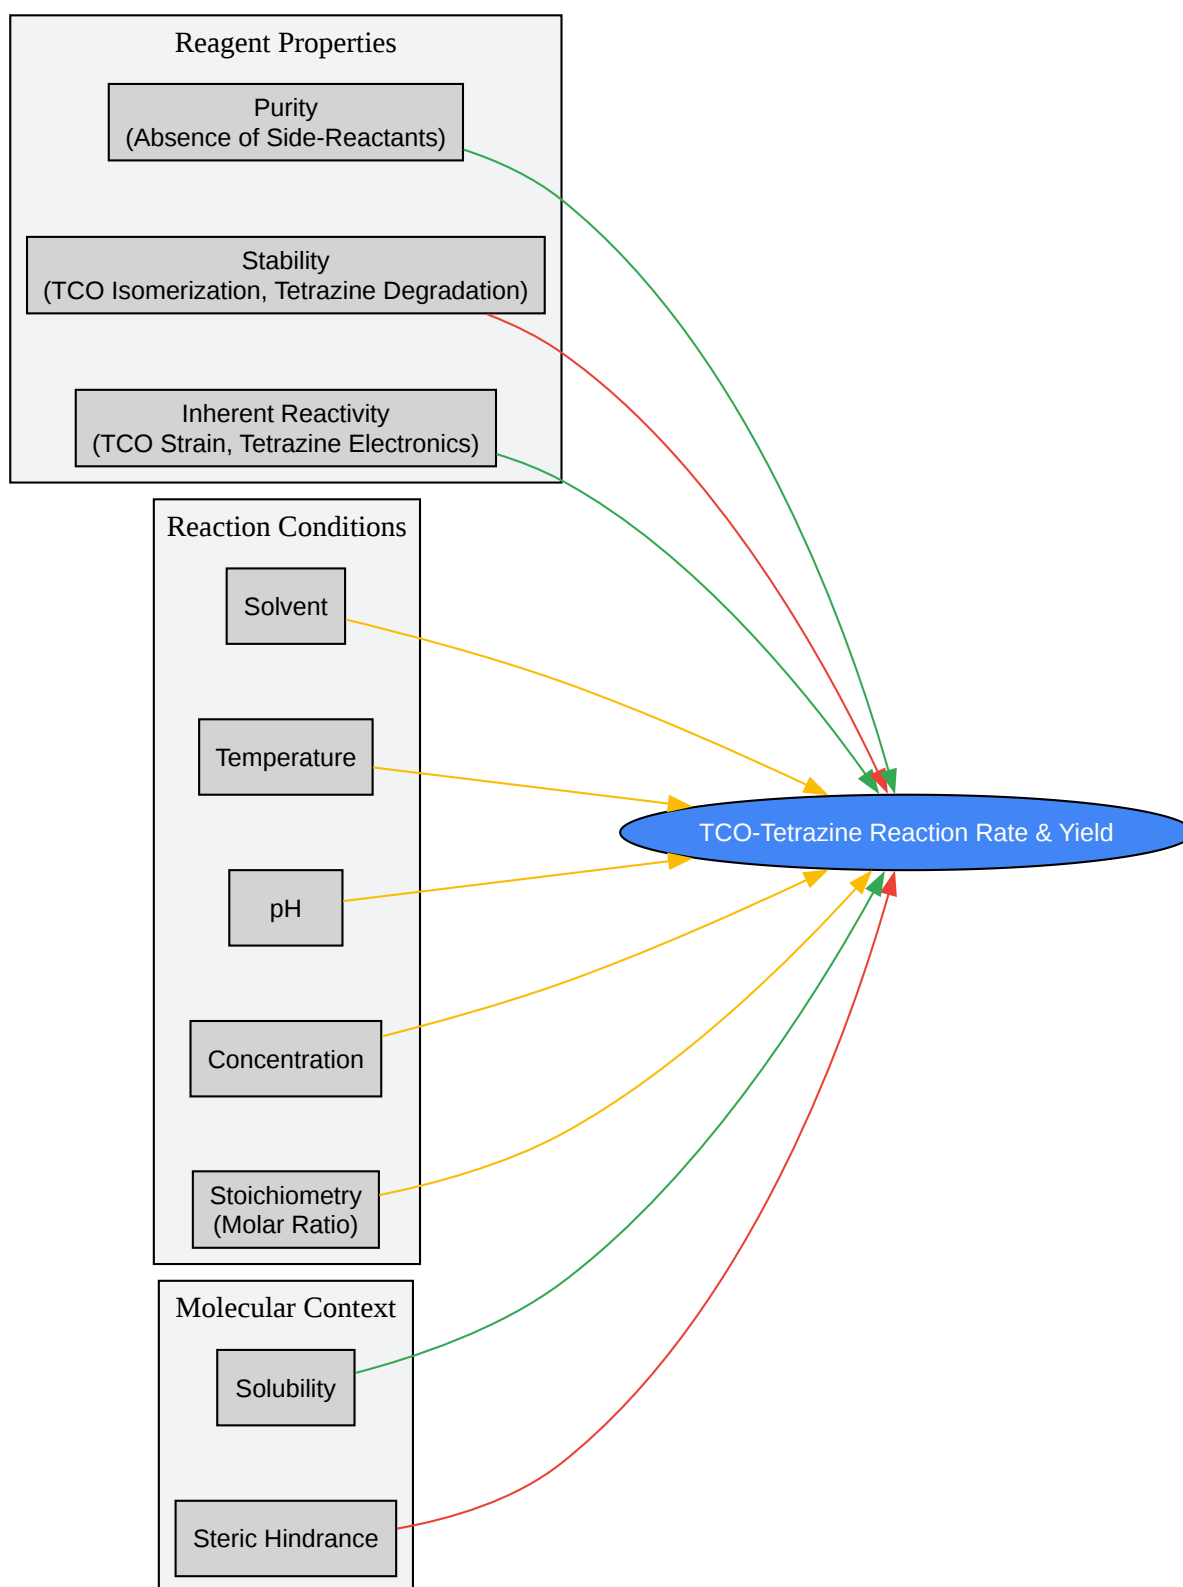 Reagent Properties
Purity
(Absence of Side-Reactants)
Stability
(TCO Isomerization, Tetrazine Degradation)
Inherent Reactivity
(TCO Strain, Tetrazine Electronics)
Reaction Conditions
Solvent
Temperature
TCO-Tetrazine Reaction Rate & Yield
pH
Concentration
Stoichiometry
(Molar Ratio)
Molecular Context
Solubility
Steric Hindrance